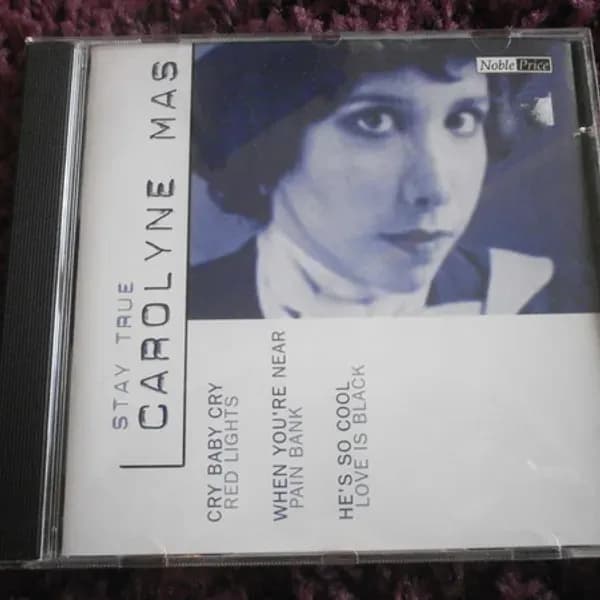 Noble Price
STAY TRUE
CAROLYNE MAS
CRY BABY CRY
RED LIGHTS
WHEN YOU'RE NEAR
PAIN BANK
HE'S SO COOL
LOVE IS BLACK